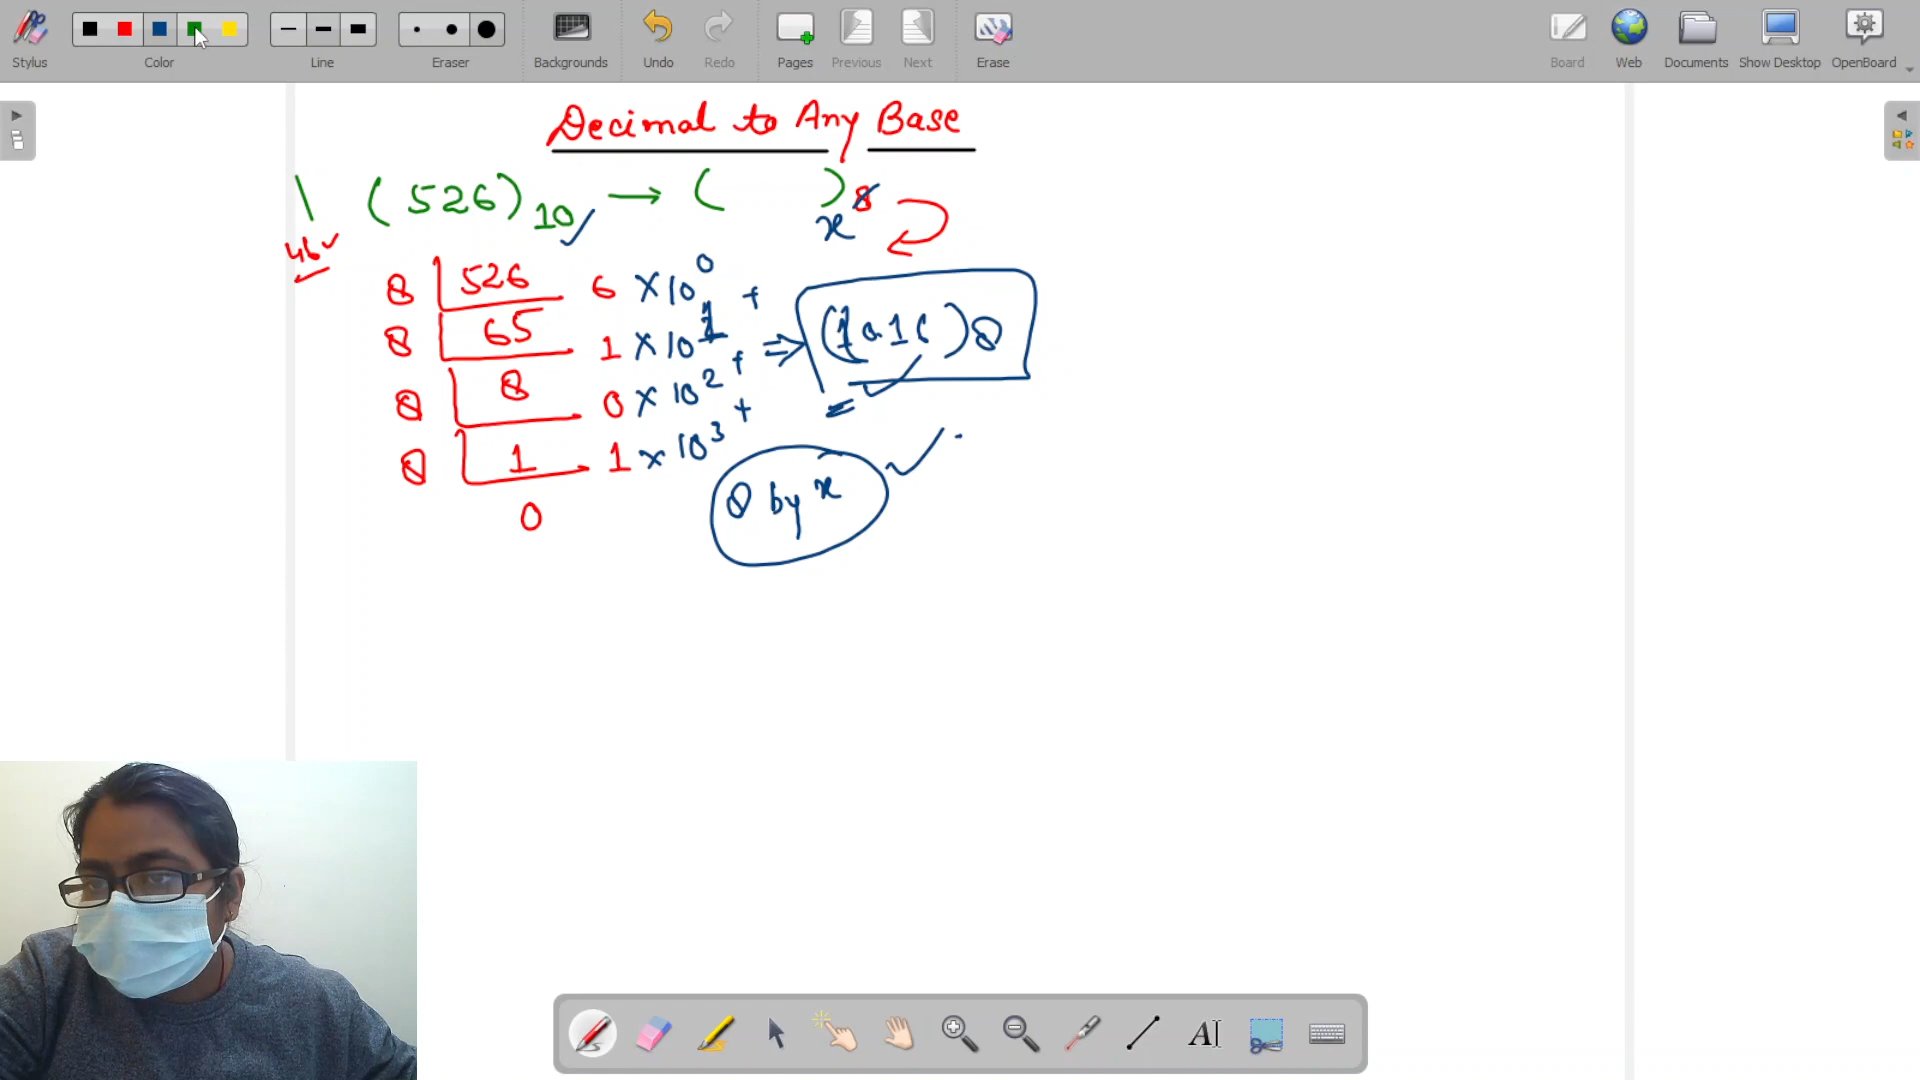 Stylus Color Line Eraser Backgrounds Undo Redo Pages Previous Next Erase Board Web Documents Show Desktop OpenBoard
Decimal to Any Base
\ (526)10 → ( )8
x
8 526 6 × 10^0 +
8 65 1 × 10^1 +
8 8 0 × 10^2 +
8 1 1 × 10^3
0
⇒ (1016)8
8 by x